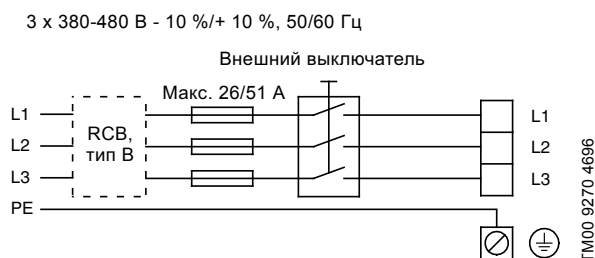 3 x 380-480 В - 10 %/+ 10 %, 50/60 Гц
Внешний выключатель
Макс. 26/51 А
L1
L2
L3
PE
RCB,
тип B
L1
L2
L3
TM00 9270 4696